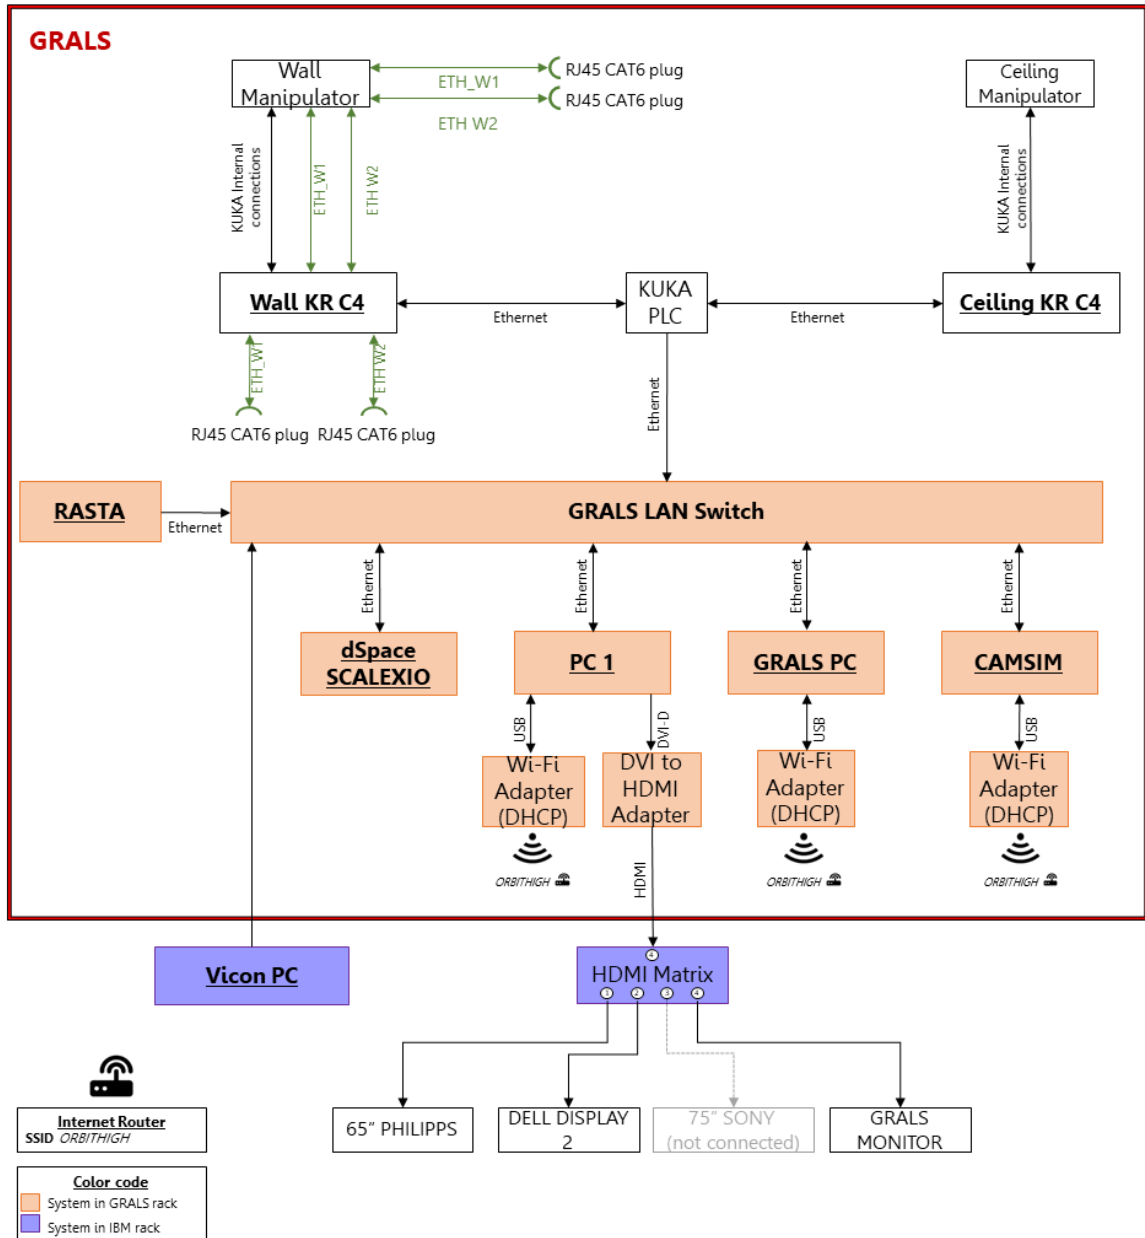 GRALS
Wall
Manipulator
ETH_W1
RJ45 CAT6 plug
RJ45 CAT6 plug
ETH W2
Ceiling
Manipulator
KUKA Internal
connections
ETH_W1
ETH W2
KUKA Internal
connections
Wall KR C4
Ethernet
KUKA
PLC
Ethernet
Ceiling KR C4
ETH_W1
ETH W2
RJ45 CAT6 plug
RJ45 CAT6 plug
Ethernet
RASTA
Ethernet
GRALS LAN Switch
Ethernet
Ethernet
Ethernet
Ethernet
dSpace
SCALEXIO
PC 1
GRALS PC
CAMSIM
USB
DVI-D
USB
USB
Wi-Fi
Adapter
(DHCP)
DVI to
HDMI
Adapter
Wi-Fi
Adapter
(DHCP)
Wi-Fi
Adapter
(DHCP)
ORBITHIGH
HDMI
ORBITHIGH
ORBITHIGH
Vicon PC
4
HDMI Matrix
1 2 3 4
65" PHILIPPS
DELL DISPLAY
2
75" SONY
(not connected)
GRALS
MONITOR
Internet Router
SSID ORBITHIGH
Color code
System in GRALS rack
System in IBM rack